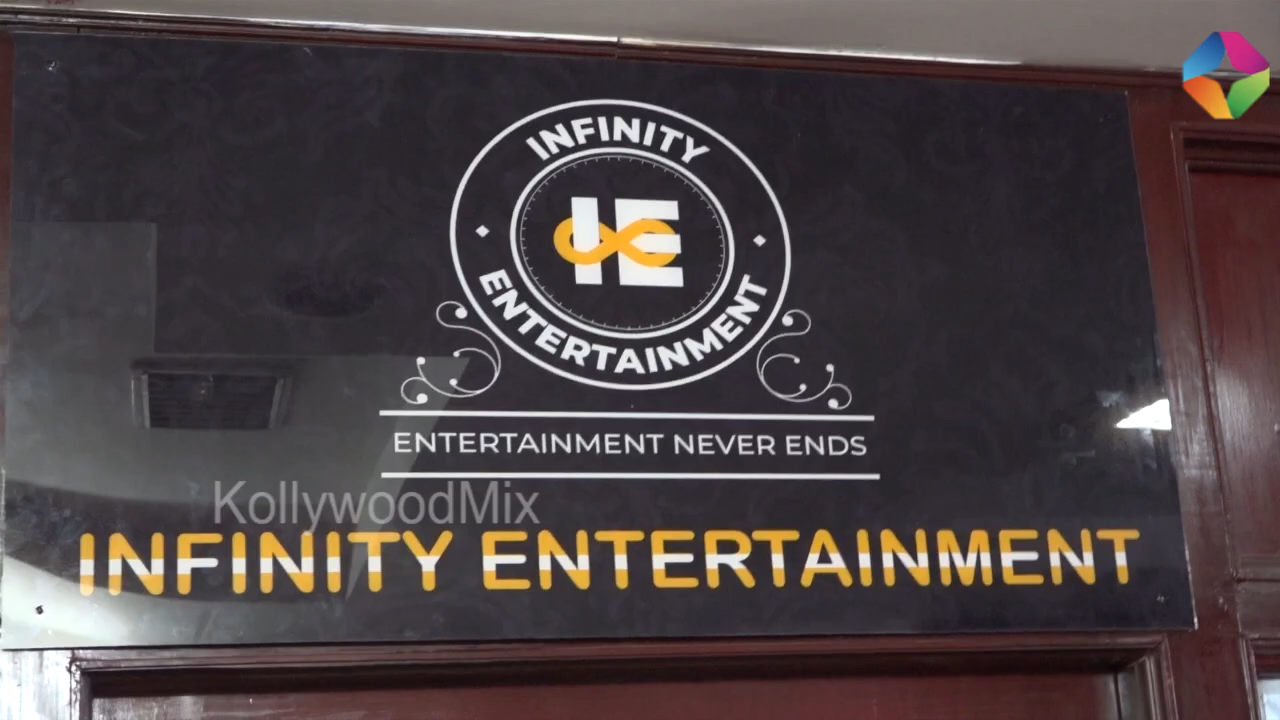 INFINITY
IE
ENTERTAINMENT
ENTERTAINMENT NEVER ENDS
KollywoodMix
INFINITY ENTERTAINMENT